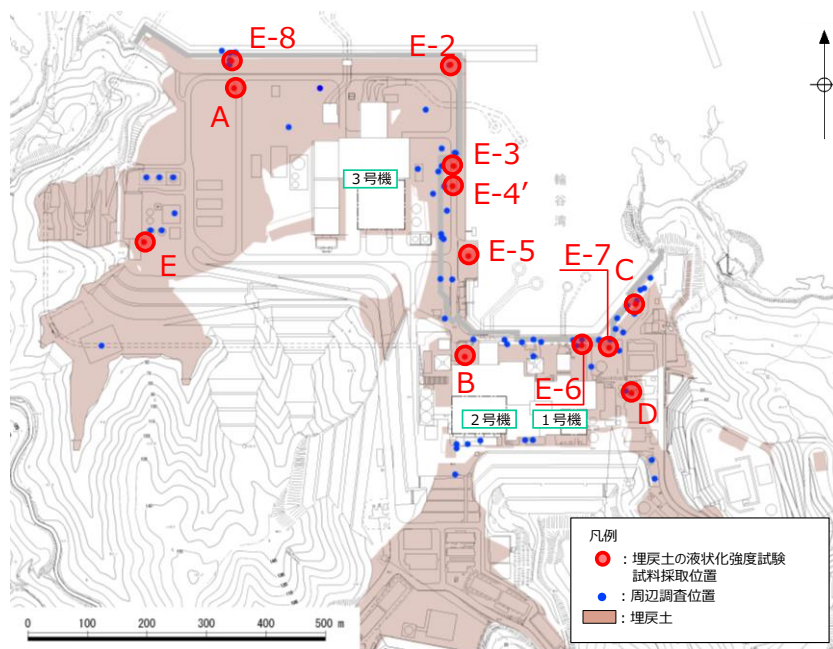 E-8
E-2
A
E-3
3号機
E-4’
輪谷湾
E
E-5
E-7
C
B
E-6
D
2号機
1号機
凡例
：埋戻土の液状化強度試験
試料採取位置
：周辺調査位置
：埋戻土
0 100 200 300 400 500 m